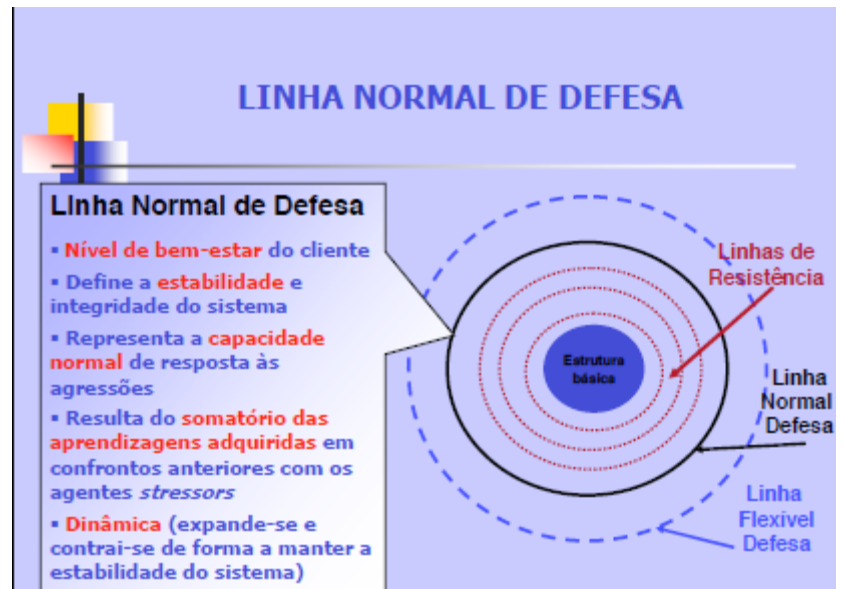 LINHA NORMAL DE DEFESA
Linha Normal de Defesa
▪ Nível de bem-estar do cliente
▪ Define a estabilidade e
integridade do sistema
▪ Representa a capacidade
normal de resposta às
agressões
▪ Resulta do somatório das
aprendizagens adquiridas em
confrontos anteriores com os
agentes stressors
▪ Dinâmica (expande-se e
contrai-se de forma a manter a
estabilidade do sistema)
Linhas de
Resistência
Estrutura
básica
Linha
Normal
Defesa
Linha
Flexível
Defesa